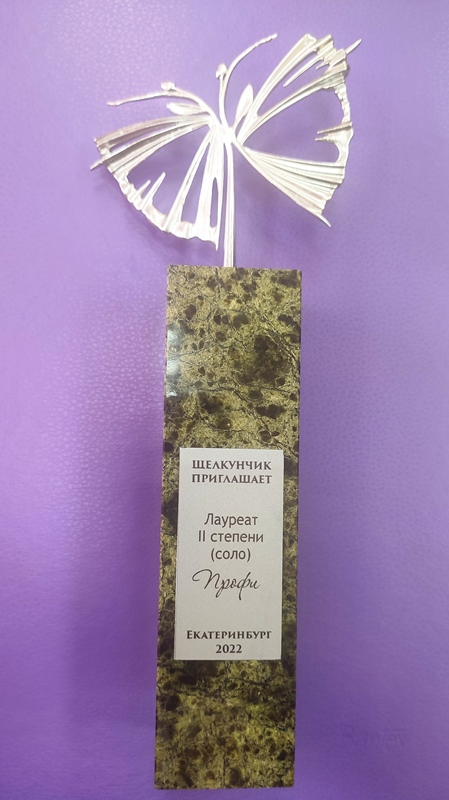 ЩЕЛКУНЧИК
ПРИГЛАШАЕТ
Лауреат
II степени
(соло)
Профи
ЕКАТЕРИНБУРГ
2022